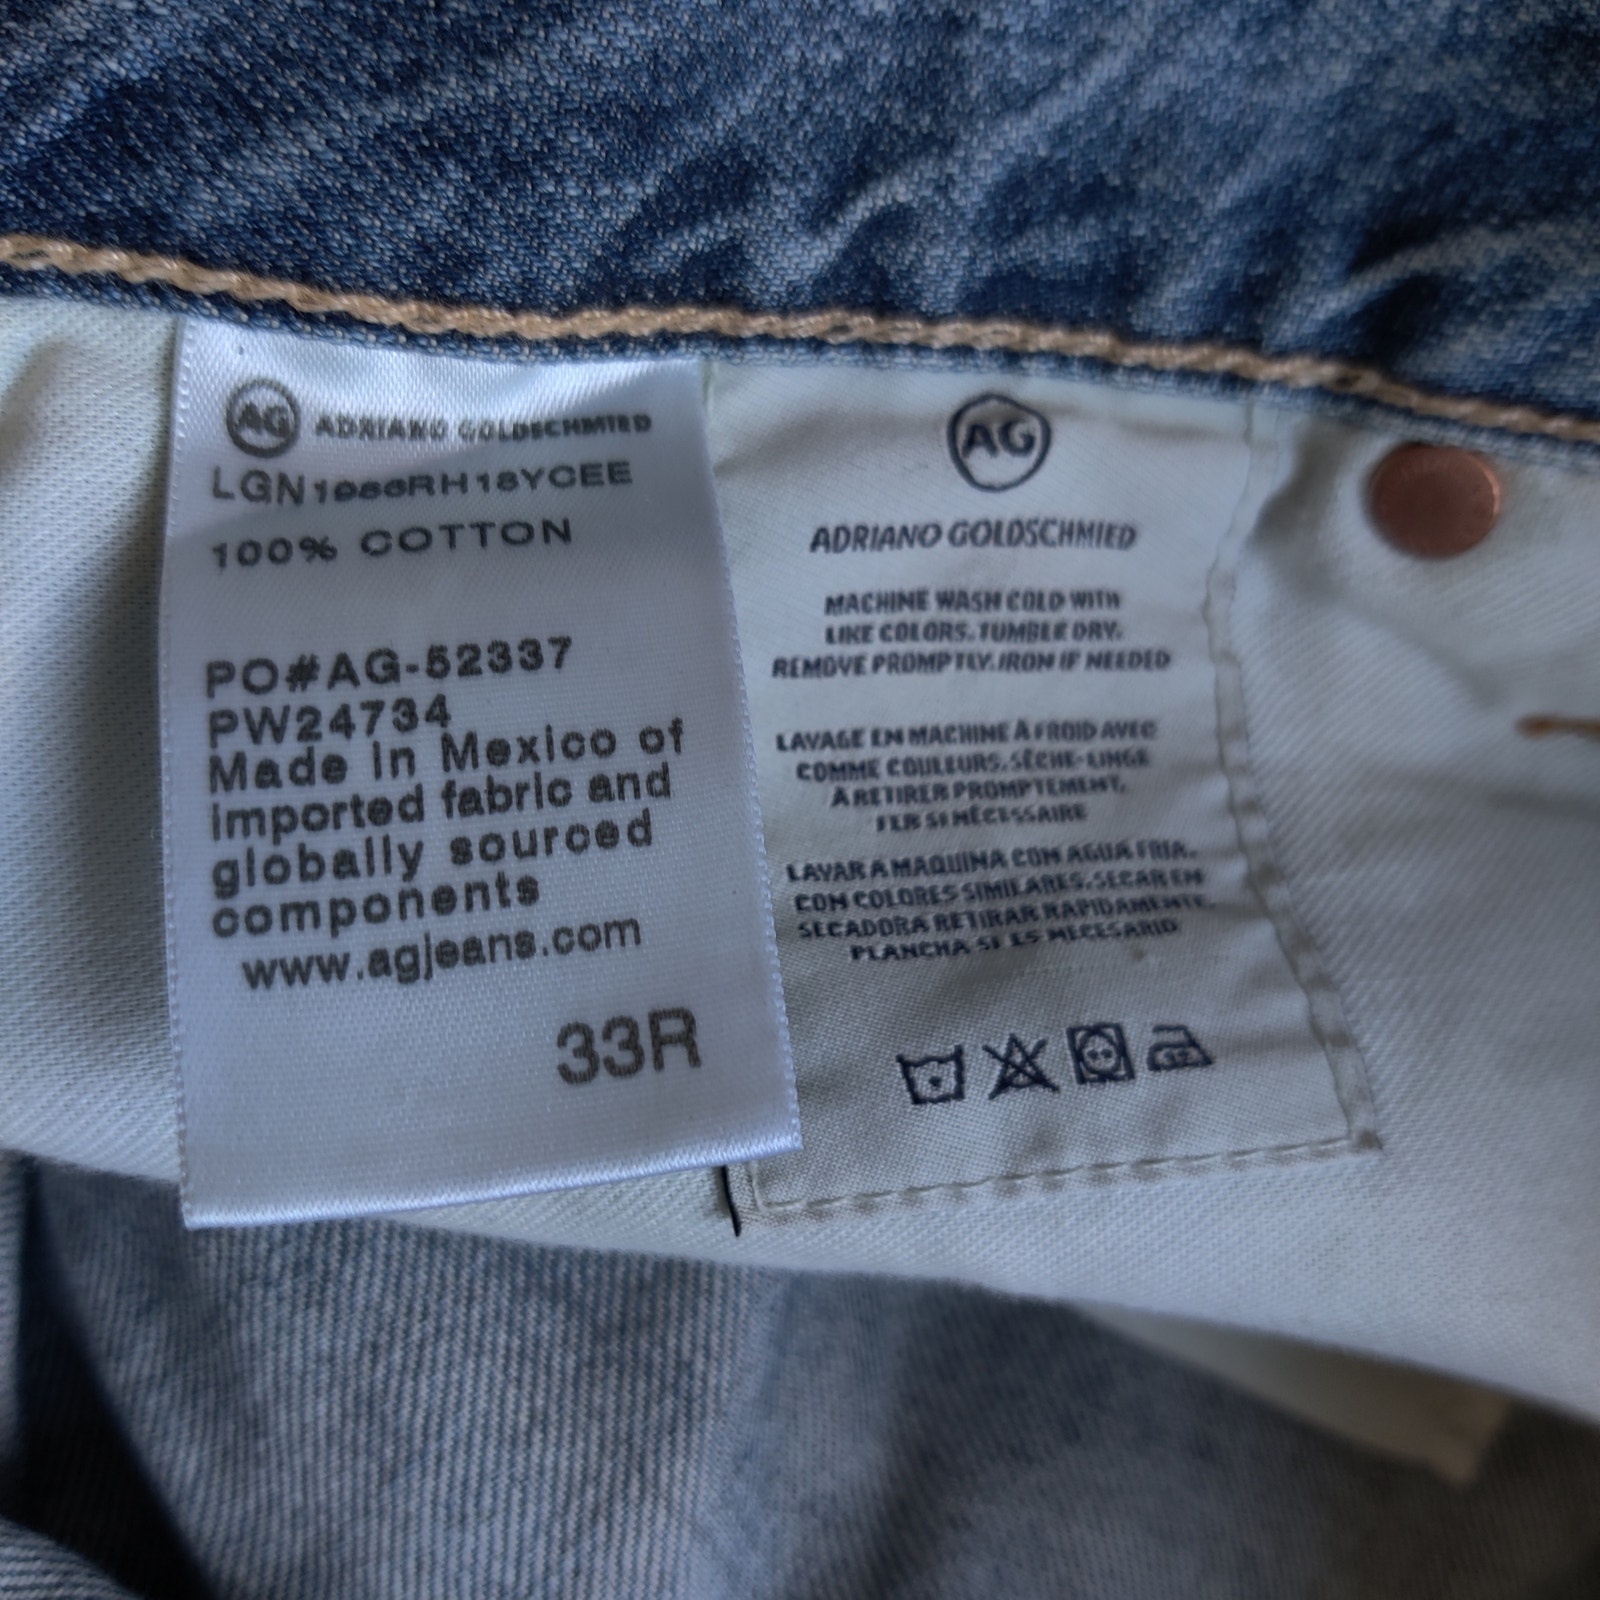 AG ADRIANO GOLDSCHMIED
100% COTTON
PO#AG-52337
PW24734
Made in Mexico of
imported fabric and
globally sourced
components
www.agjeans.com
33R
AG
ADRIANO GOLDSCHMIED
MACHINE WASH COLD WITH
LIKE COLORS. TUMBLE DRY.
REMOVE PROMPTLY. IRON IF NEEDED
LAVAGE EN MACHINE À FROID AVEC
COMME COULEURS. SÈCHE-LINGE
À RETIRER PROMPTEMENT.
FER SI NÉCESSAIRE
LAVAR A MAQUINA CON AGUA FRIA.
CON COLORES SIMILARES. SECAR EN
SECADORA RETIRAR RAPIDAMENTE.
PLANCHA SI ES NECESARIO